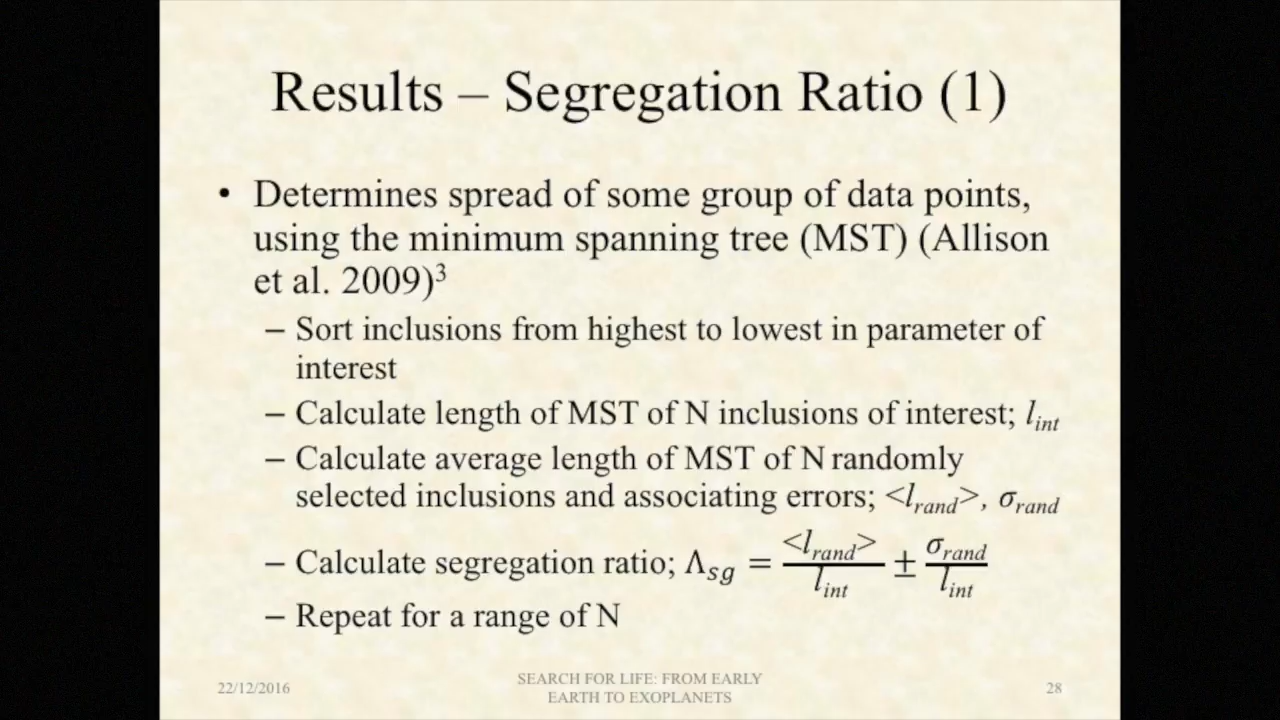 Results – Segregation Ratio (1)
• Determines spread of some group of data points,
using the minimum spanning tree (MST) (Allison
et al. 2009)³
– Sort inclusions from highest to lowest in parameter of
interest
– Calculate length of MST of N inclusions of interest; l_int
– Calculate average length of MST of N randomly
selected inclusions and associating errors; <l_rand>, σ_rand
– Calculate segregation ratio; Λ_sg = <l_rand>/l_int ± σ_rand/l_int
– Repeat for a range of N
22/12/2016
SEARCH FOR LIFE: FROM EARLY
EARTH TO EXOPLANETS
28